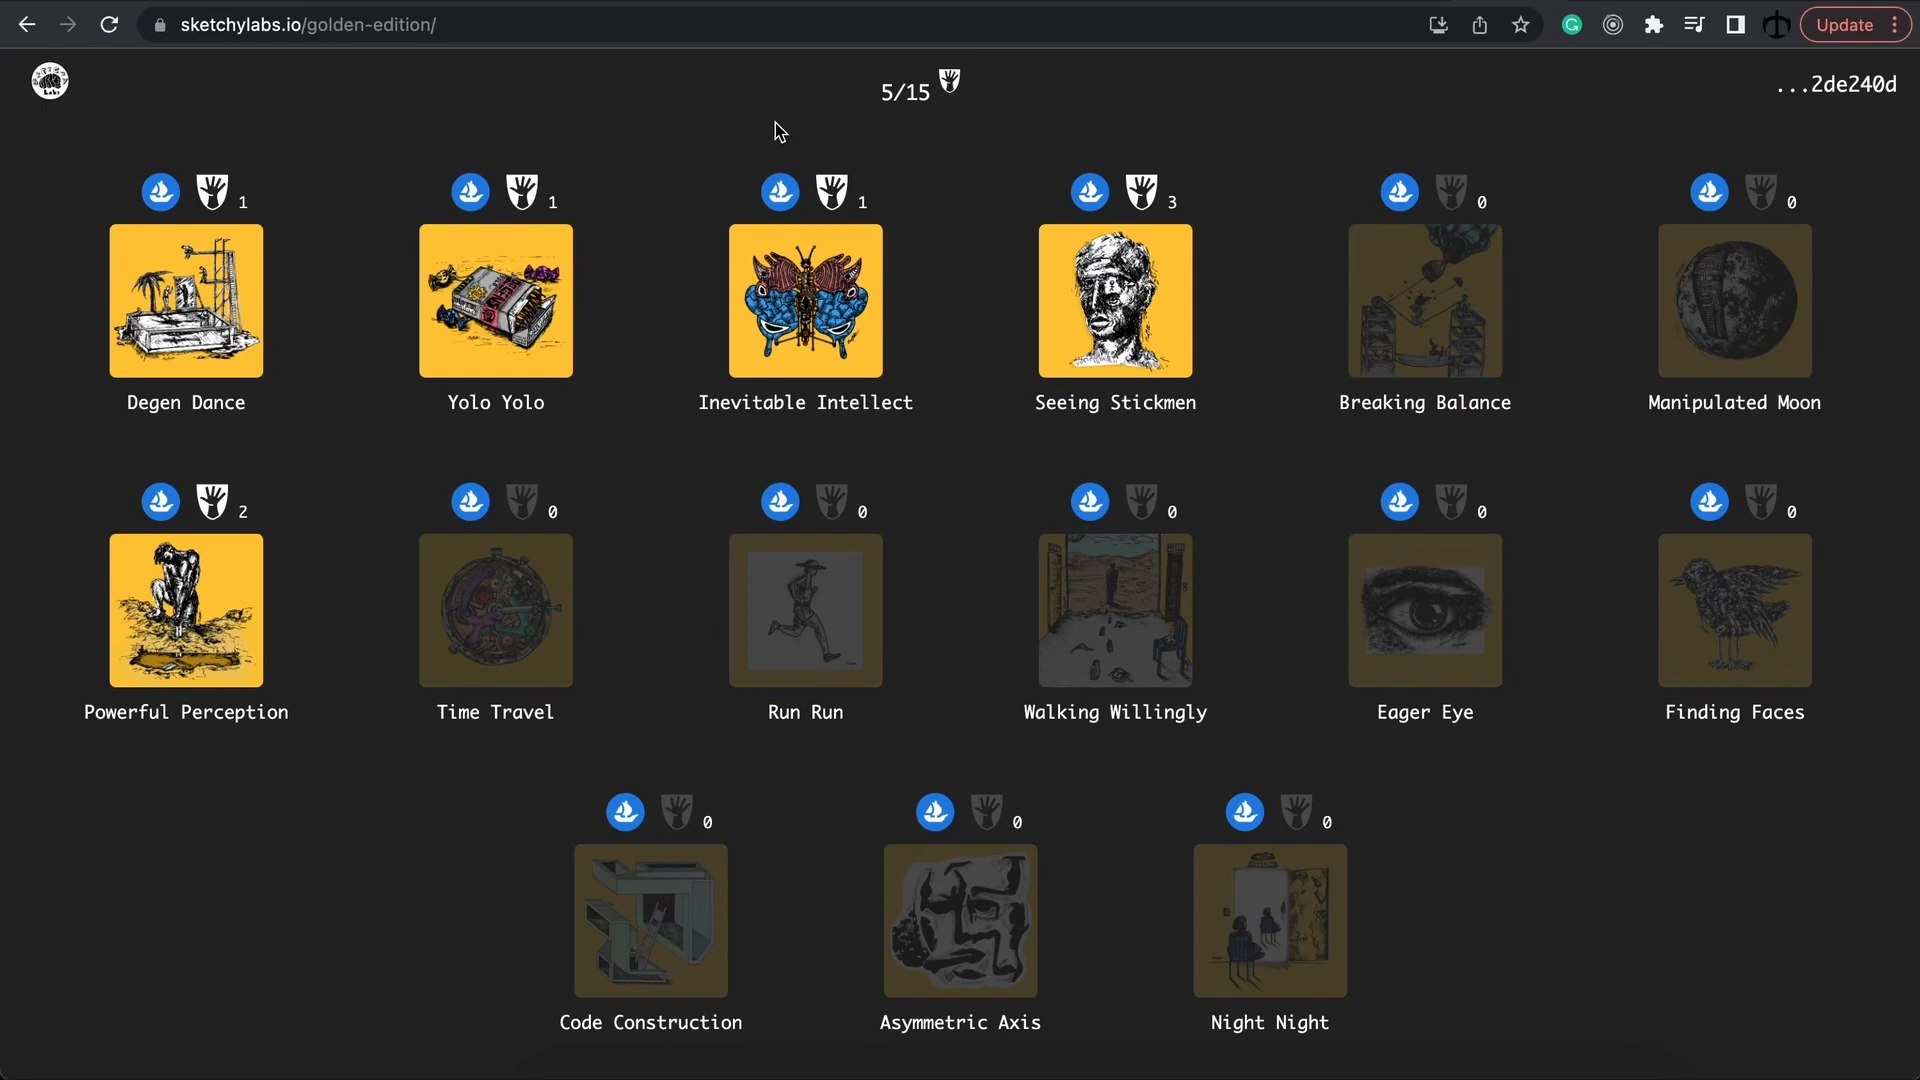 sketchylabs.io/golden-edition/
Update
5/15
...2de240d
1
1
1
3
0
0
Degen Dance
Yolo Yolo
Inevitable Intellect
Seeing Stickmen
Breaking Balance
Manipulated Moon
2
0
0
0
0
0
Powerful Perception
Time Travel
Run Run
Walking Willingly
Eager Eye
Finding Faces
0
0
0
Code Construction
Asymmetric Axis
Night Night